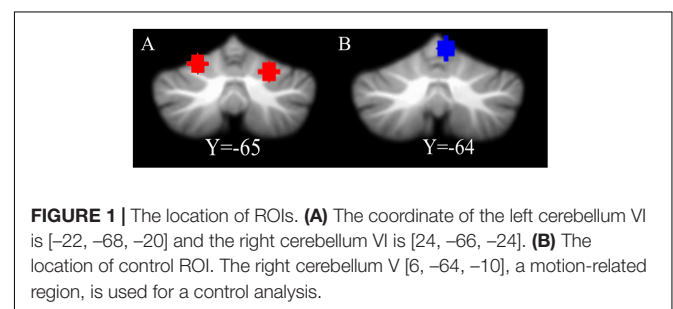 A
B
Y=-65
Y=-64
FIGURE 1 | The location of ROIs. (A) The coordinate of the left cerebellum VI
is [–22, –68, –20] and the right cerebellum VI is [24, –66, –24]. (B) The
location of control ROI. The right cerebellum V [6, –64, –10], a motion-related
region, is used for a control analysis.